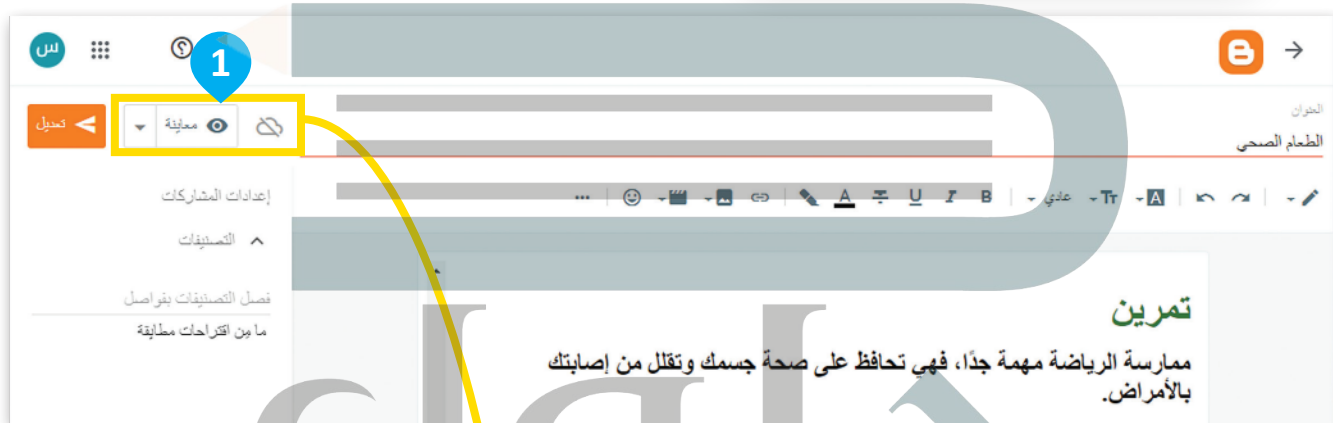 س
1
العنوان
الطعام الصحي
معاينة
تعديل
عادي
B I U T A
إعدادات المشاركات
التصنيفات
فصل التصنيفات بفواصل
ما من اقتراحات مطابقة
تمرين
ممارسة الرياضة مهمة جدًا، فهي تحافظ على صحة جسمك وتقلل من إصابتك
بالأمراض.